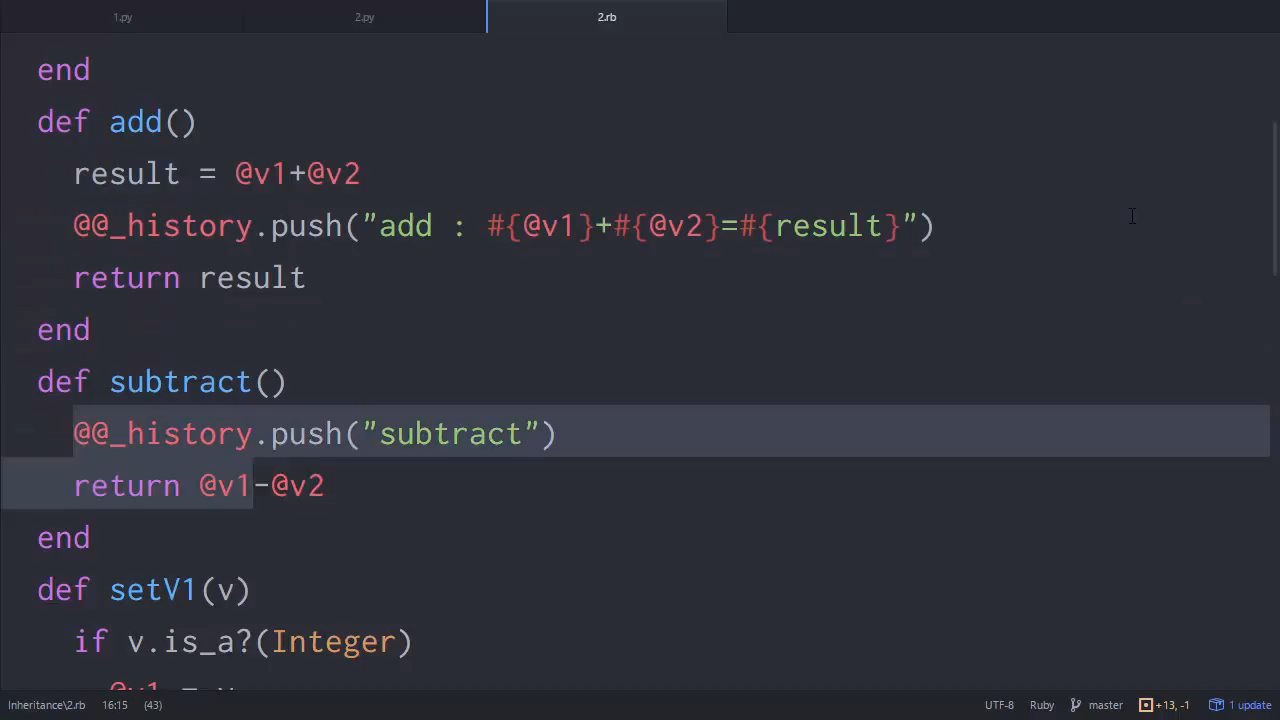 1.py
2.py
2.rb
end
def add()
result = @v1+@v2
@@_history.push("add : #{@v1}+#{@v2}=#{result}")
return result
end
def subtract()
@@_history.push("subtract")
return @v1-@v2
end
def setV1(v)
if v.is_a?(Integer)
@v1 = v
Inheritance\2.rb 16:15 (43)
UTF-8 Ruby master +13, -1 1 update